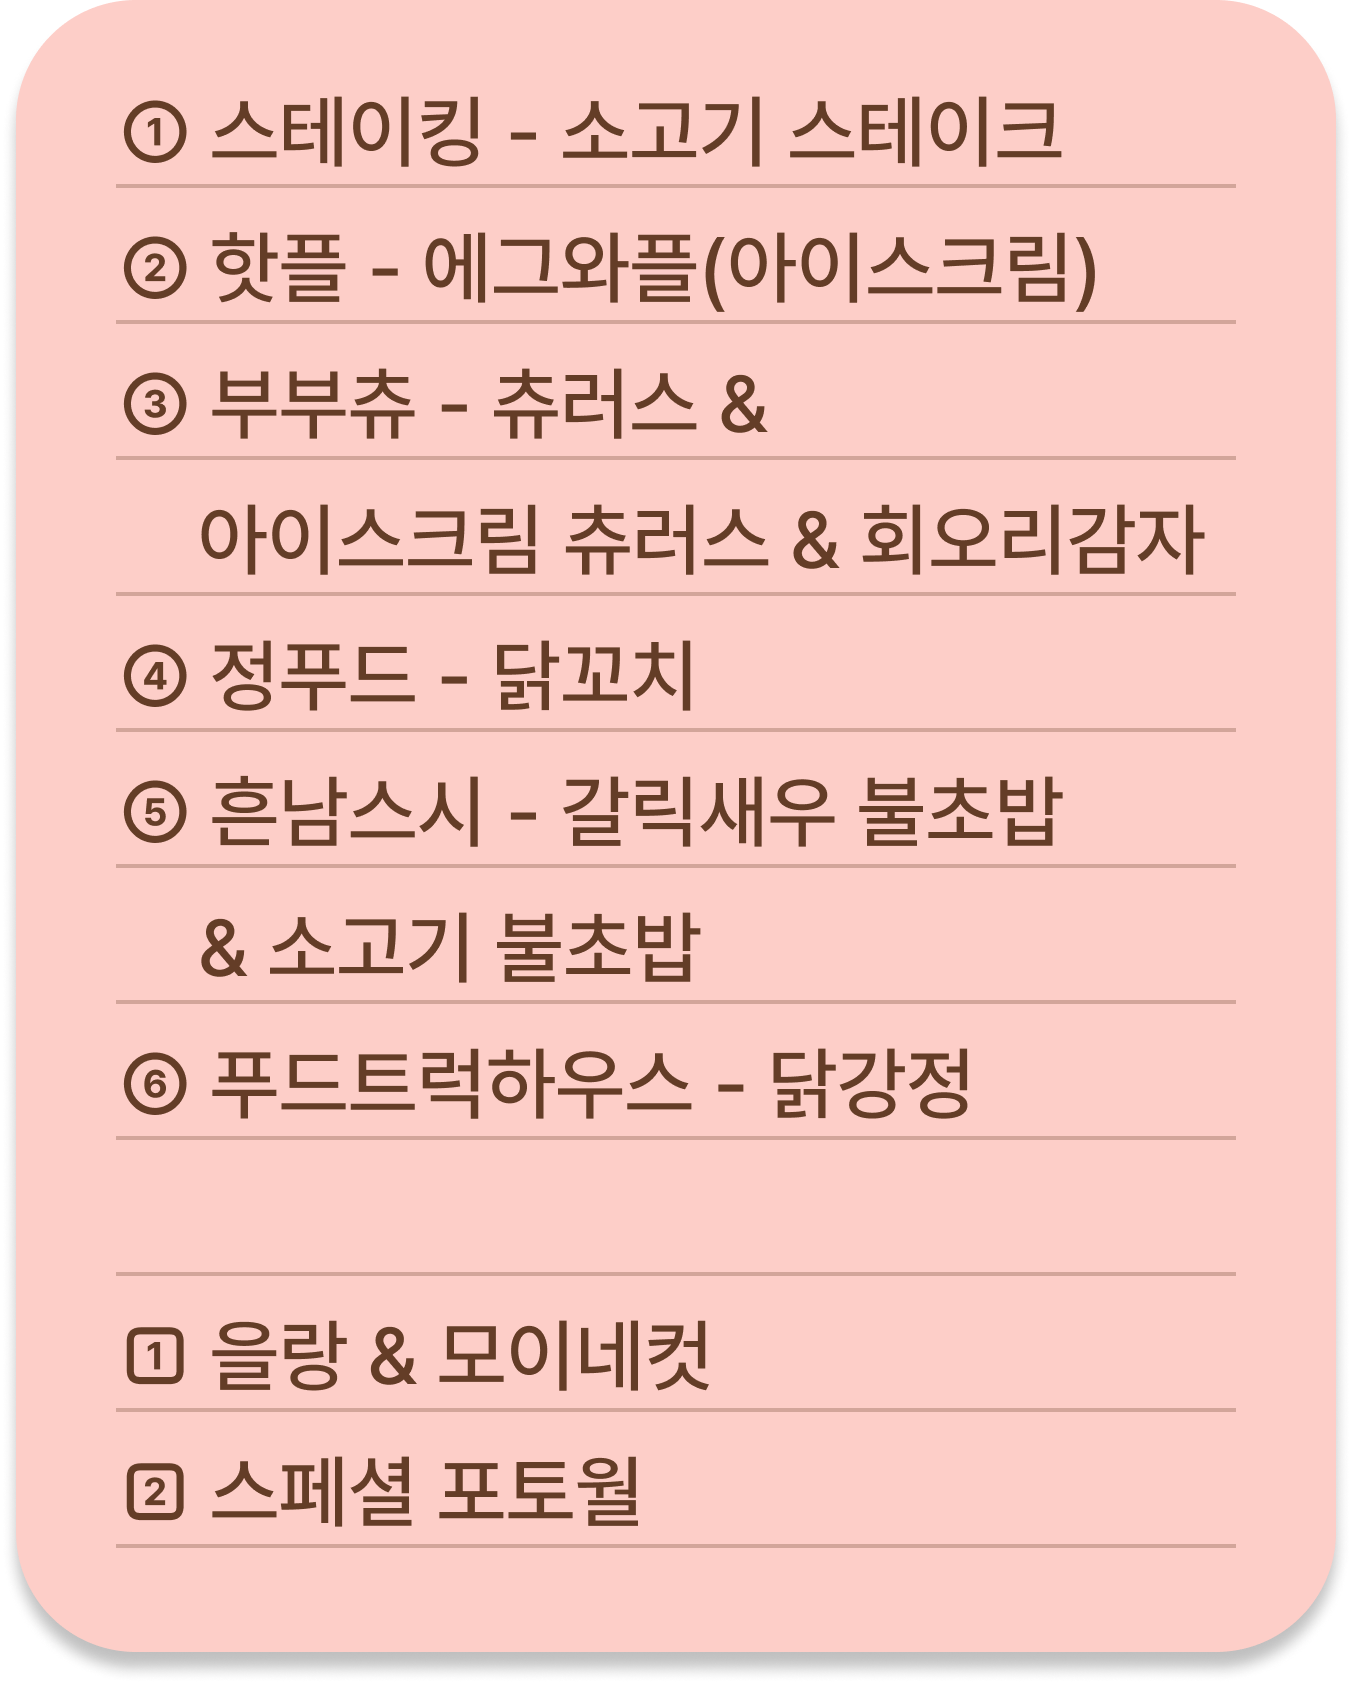 ① 스테이킹 - 소고기 스테이크
② 핫플 - 에그와플(아이스크림)
③ 부부츄 - 츄러스 &
아이스크림 츄러스 & 회오리감자
④ 정푸드 - 닭꼬치
⑤ 흔남스시 - 갈릭새우 불초밥
& 소고기 불초밥
⑥ 푸드트럭하우스 - 닭강정
1 을랑 & 모이네컷
2 스페셜 포토월